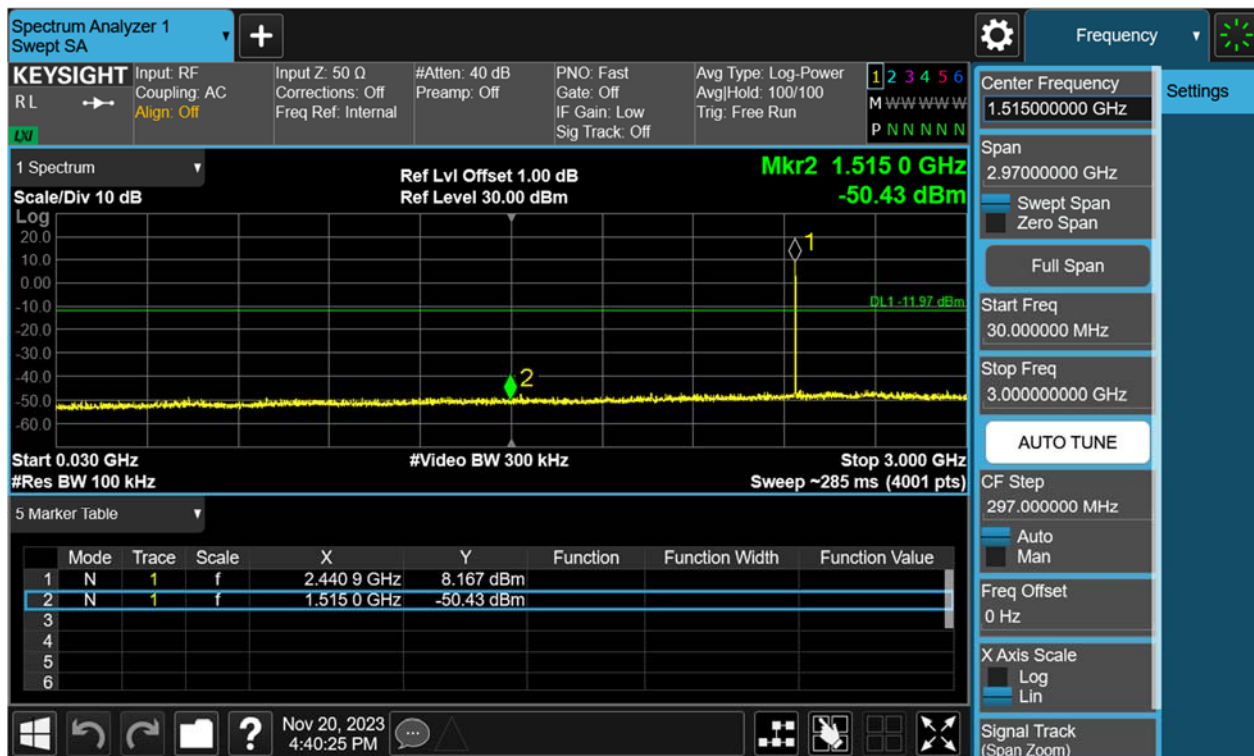 Spectrum Analyzer 1
Swept SA
Frequency
KEYSIGHT
RL
LXI
Input: RF
Coupling: AC
Align: Off
Input Z: 50 Ω
Corrections: Off
Freq Ref: Internal
#Atten: 40 dB
Preamp: Off
PNO: Fast
Gate: Off
IF Gain: Low
Sig Track: Off
Avg Type: Log-Power
Avg|Hold: 100/100
Trig: Free Run
1 2 3 4 5 6
M W W W W W
P N N N N N
1 Spectrum
Scale/Div 10 dB
Ref Lvl Offset 1.00 dB
Ref Level 30.00 dBm
Mkr2 1.515 0 GHz
-50.43 dBm
Log
20.0
10.0
0.00
-10.0
-20.0
-30.0
-40.0
-50.0
-60.0
1
2
DL1 -11.97 dBm
Start 0.030 GHz
#Video BW 300 kHz
Stop 3.000 GHz
#Res BW 100 kHz
Sweep ~285 ms (4001 pts)
5 Marker Table
Mode Trace Scale X Y Function Function Width Function Value
1 N 1 f 2.440 9 GHz 8.167 dBm
2 N 1 f 1.515 0 GHz -50.43 dBm
3
4
5
6
Nov 20, 2023
4:40:25 PM
Center Frequency
1.515000000 GHz
Settings
Span
2.97000000 GHz
Swept Span
Zero Span
Full Span
Start Freq
30.000000 MHz
Stop Freq
3.000000000 GHz
AUTO TUNE
CF Step
297.000000 MHz
Auto
Man
Freq Offset
0 Hz
X Axis Scale
Log
Lin
Signal Track
(Span Zoom)